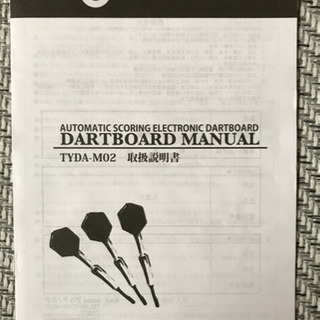 AUTOMATIC SCORING ELECTRONIC DARTBOARD
DARTBOARD MANUAL
TYDA-M02 取扱説明書